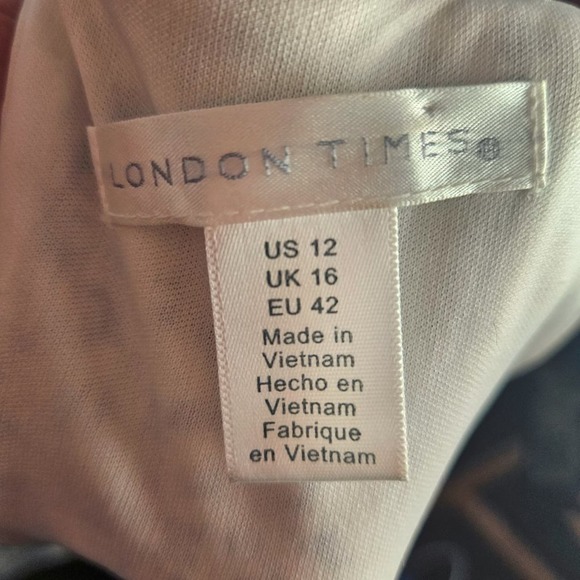 LONDON TIMES®
US 12
UK 16
EU 42
Made in
Vietnam
Hecho en
Vietnam
Fabrique
en Vietnam